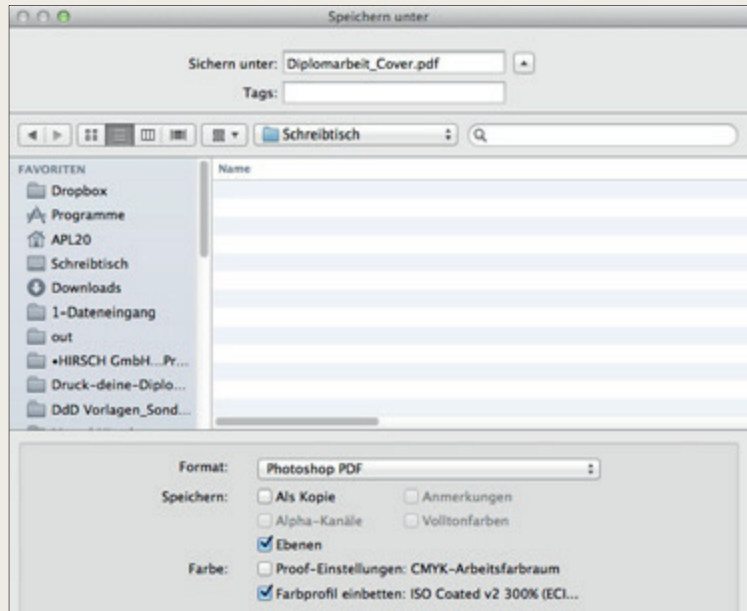 Speichern unter
Sichern unter: Diplomarbeit_Cover.pdf
Tags:
Schreibtisch
FAVORITEN
Name
Dropbox
Programme
APL20
Schreibtisch
Downloads
1-Dateneingang
out
•HIRSCH GmbH...Pr...
Druck-deine-Diplo...
DdD Vorlagen_Sond...
Format: Photoshop PDF
Speichern: Als Kopie Anmerkungen
Alpha-Kanäle Volltonfarben
Ebenen
Farbe: Proof-Einstellungen: CMYK-Arbeitsfarbraum
Farbprofil einbetten: ISO Coated v2 300% (ECI...